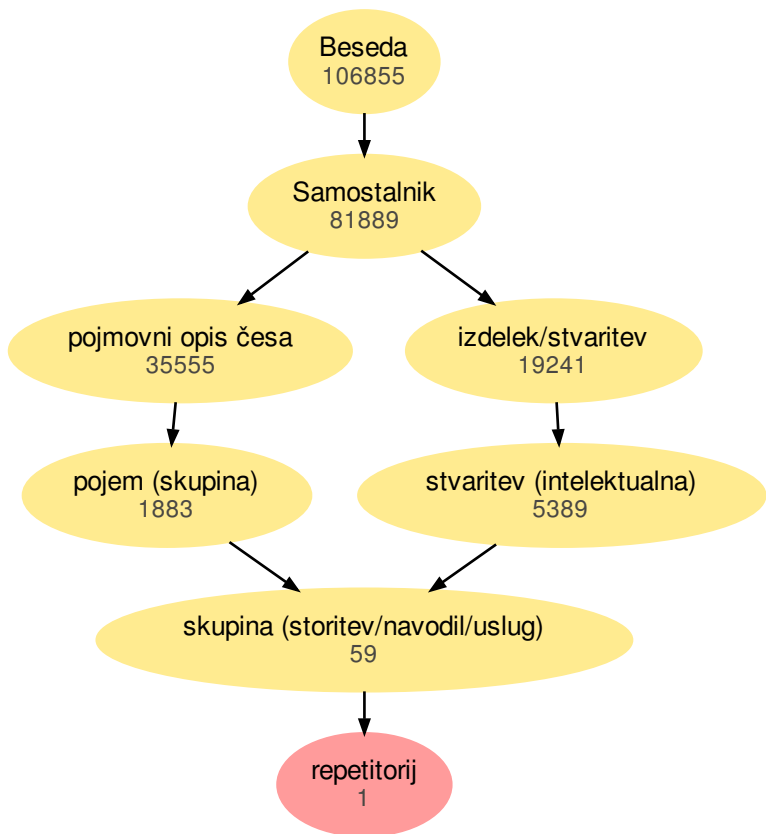 Beseda
106855
Samostalnik
81889
pojmovni opis česa
35555
izdelek/stvaritev
19241
pojem (skupina)
1883
stvaritev (intelektualna)
5389
skupina (storitev/navodil/uslug)
59
repetitorij
1